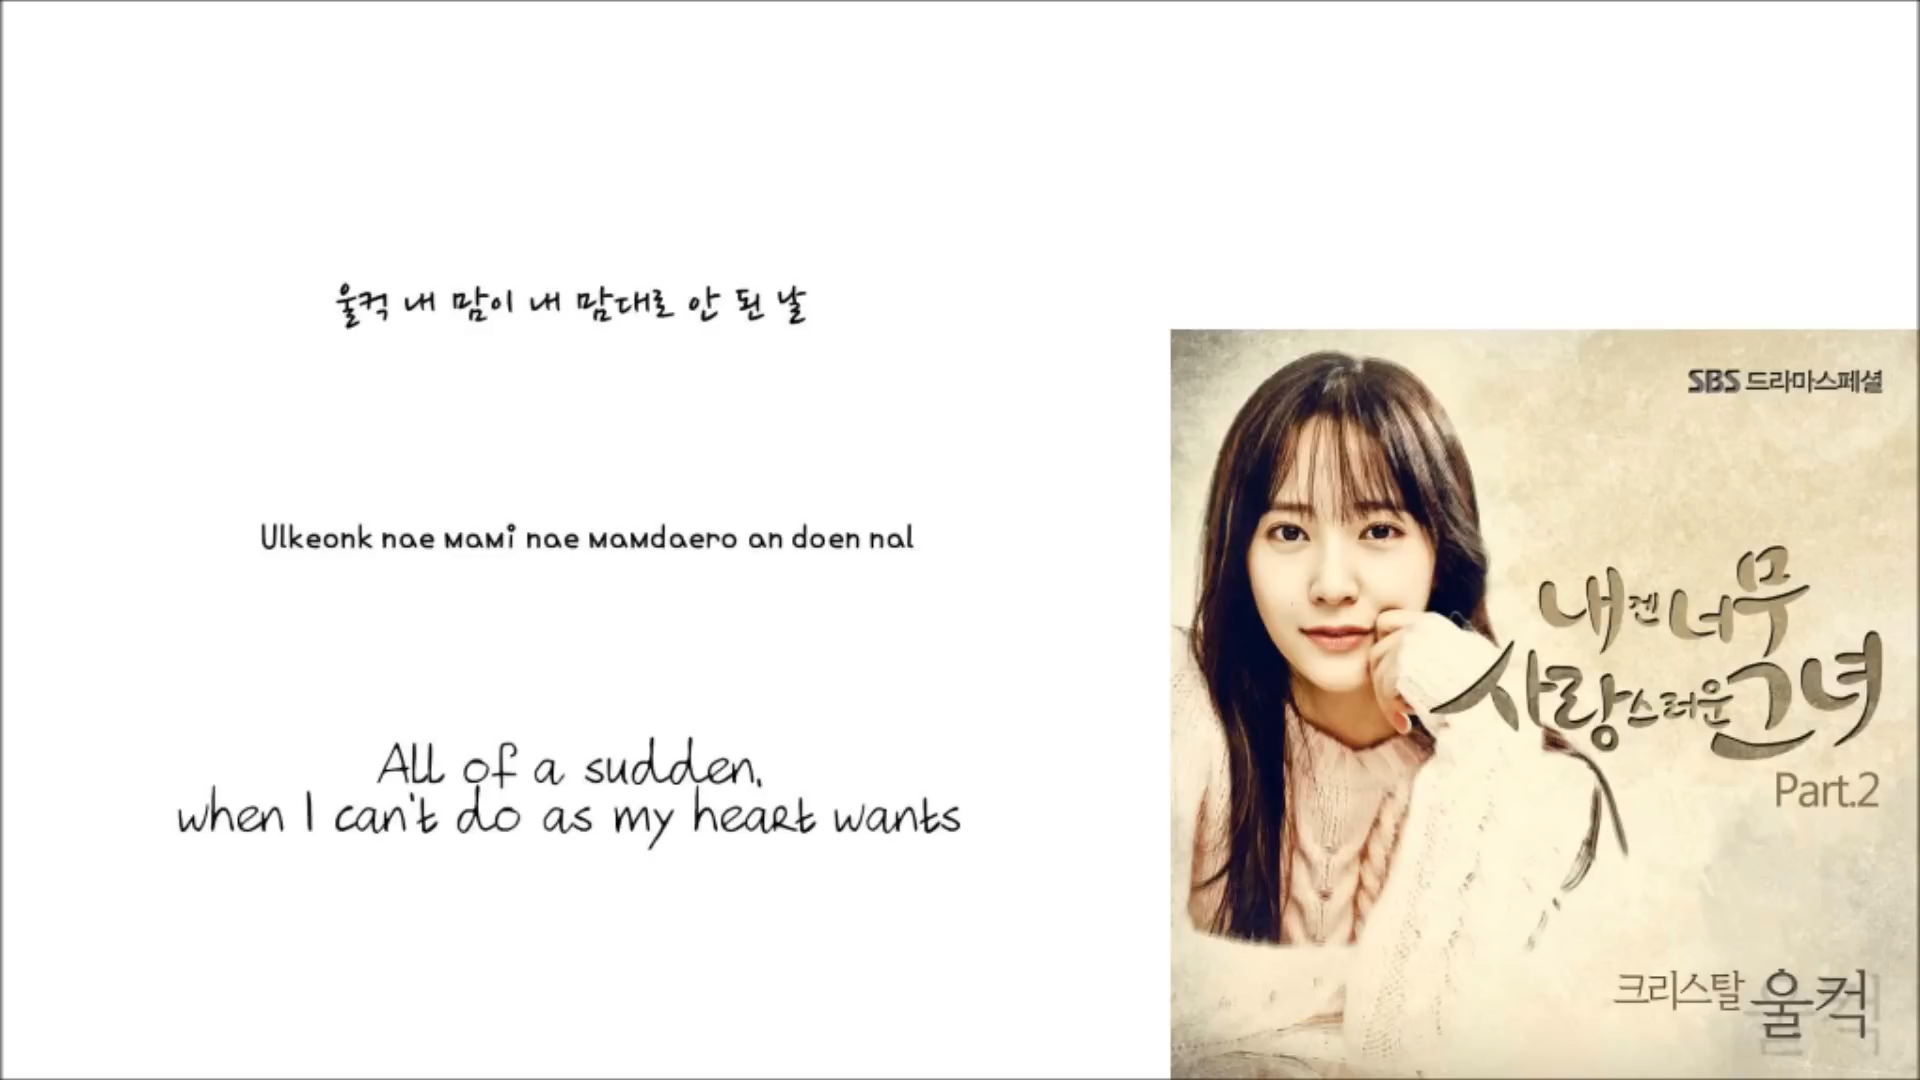 울컥 내 맘이 내 맘대로 안 된 날
Ulkeonk nae mami nae mamdaero an doen nal
All of a sudden,
when I can't do as my heart wants
SBS 드라마스페셜
내겐 너무
사랑스러운 그녀
Part.2
크리스탈 울컥